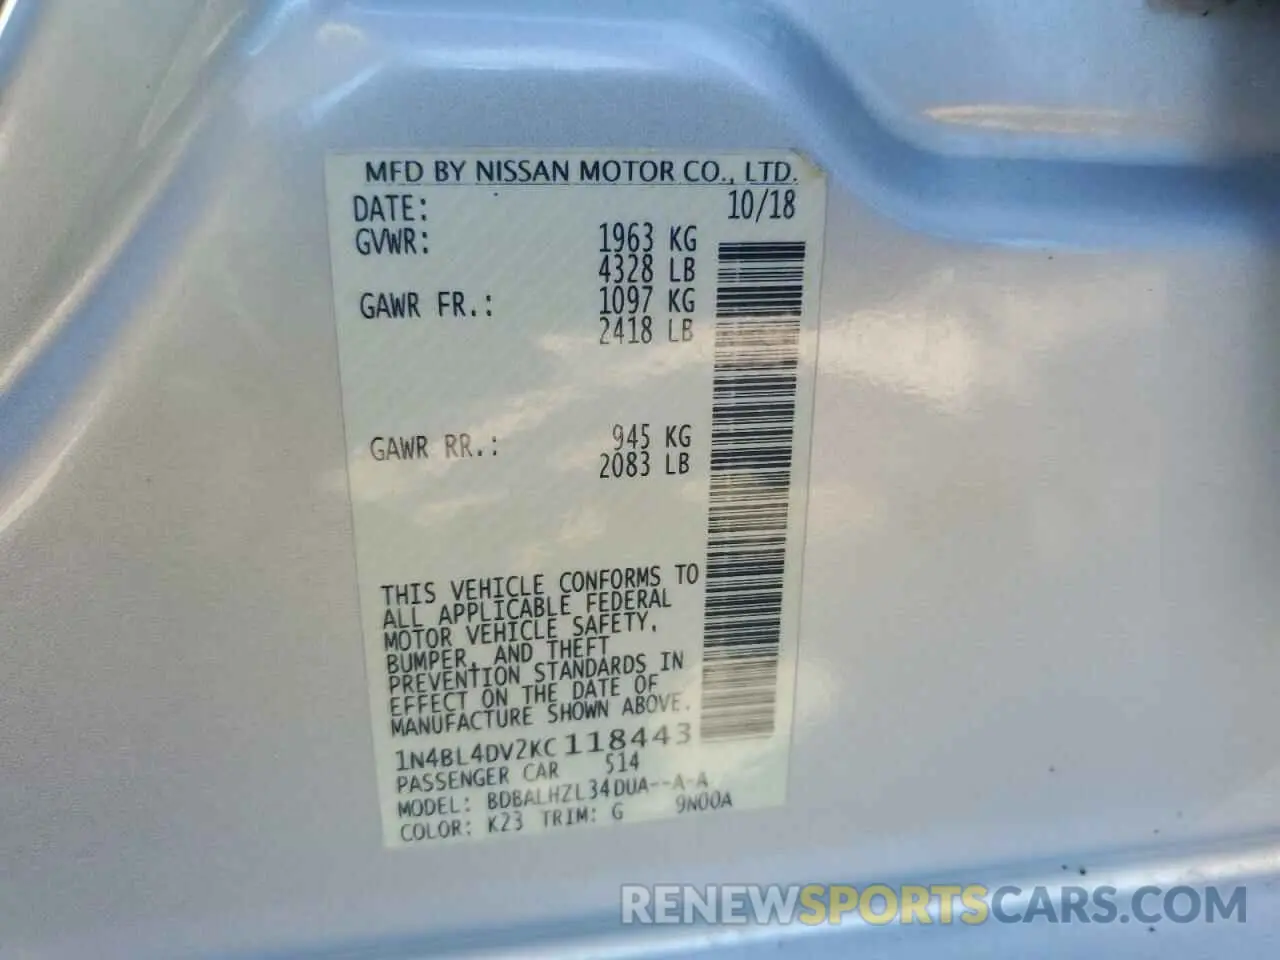 MFD BY NISSAN MOTOR CO., LTD.
DATE: 10/18
GVWR: 1963 KG
4328 LB
GAWR FR.: 1097 KG
2418 LB
GAWR RR.: 945 KG
2083 LB
THIS VEHICLE CONFORMS TO
ALL APPLICABLE FEDERAL
MOTOR VEHICLE SAFETY,
BUMPER, AND THEFT
PREVENTION STANDARDS IN
EFFECT ON THE DATE OF
MANUFACTURE SHOWN ABOVE.
1N4BL4DV2KC118443
PASSENGER CAR 514
MODEL: BDBALHZL34DUA--A-A
COLOR: K23 TRIM: G 9N00A
RENEWSPORTSCARS.COM